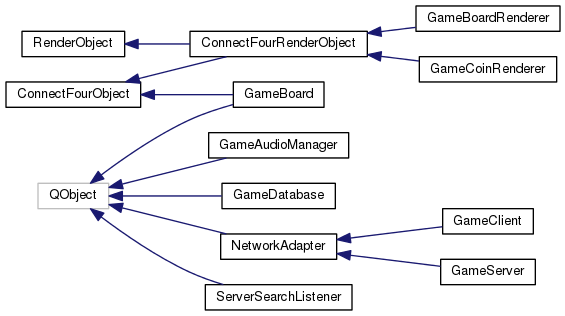 GameBoardRenderer
RenderObject
ConnectFourRenderObject
GameCoinRenderer
ConnectFourObject
GameBoard
GameAudioManager
QObject
GameDatabase
GameClient
NetworkAdapter
GameServer
ServerSearchListener